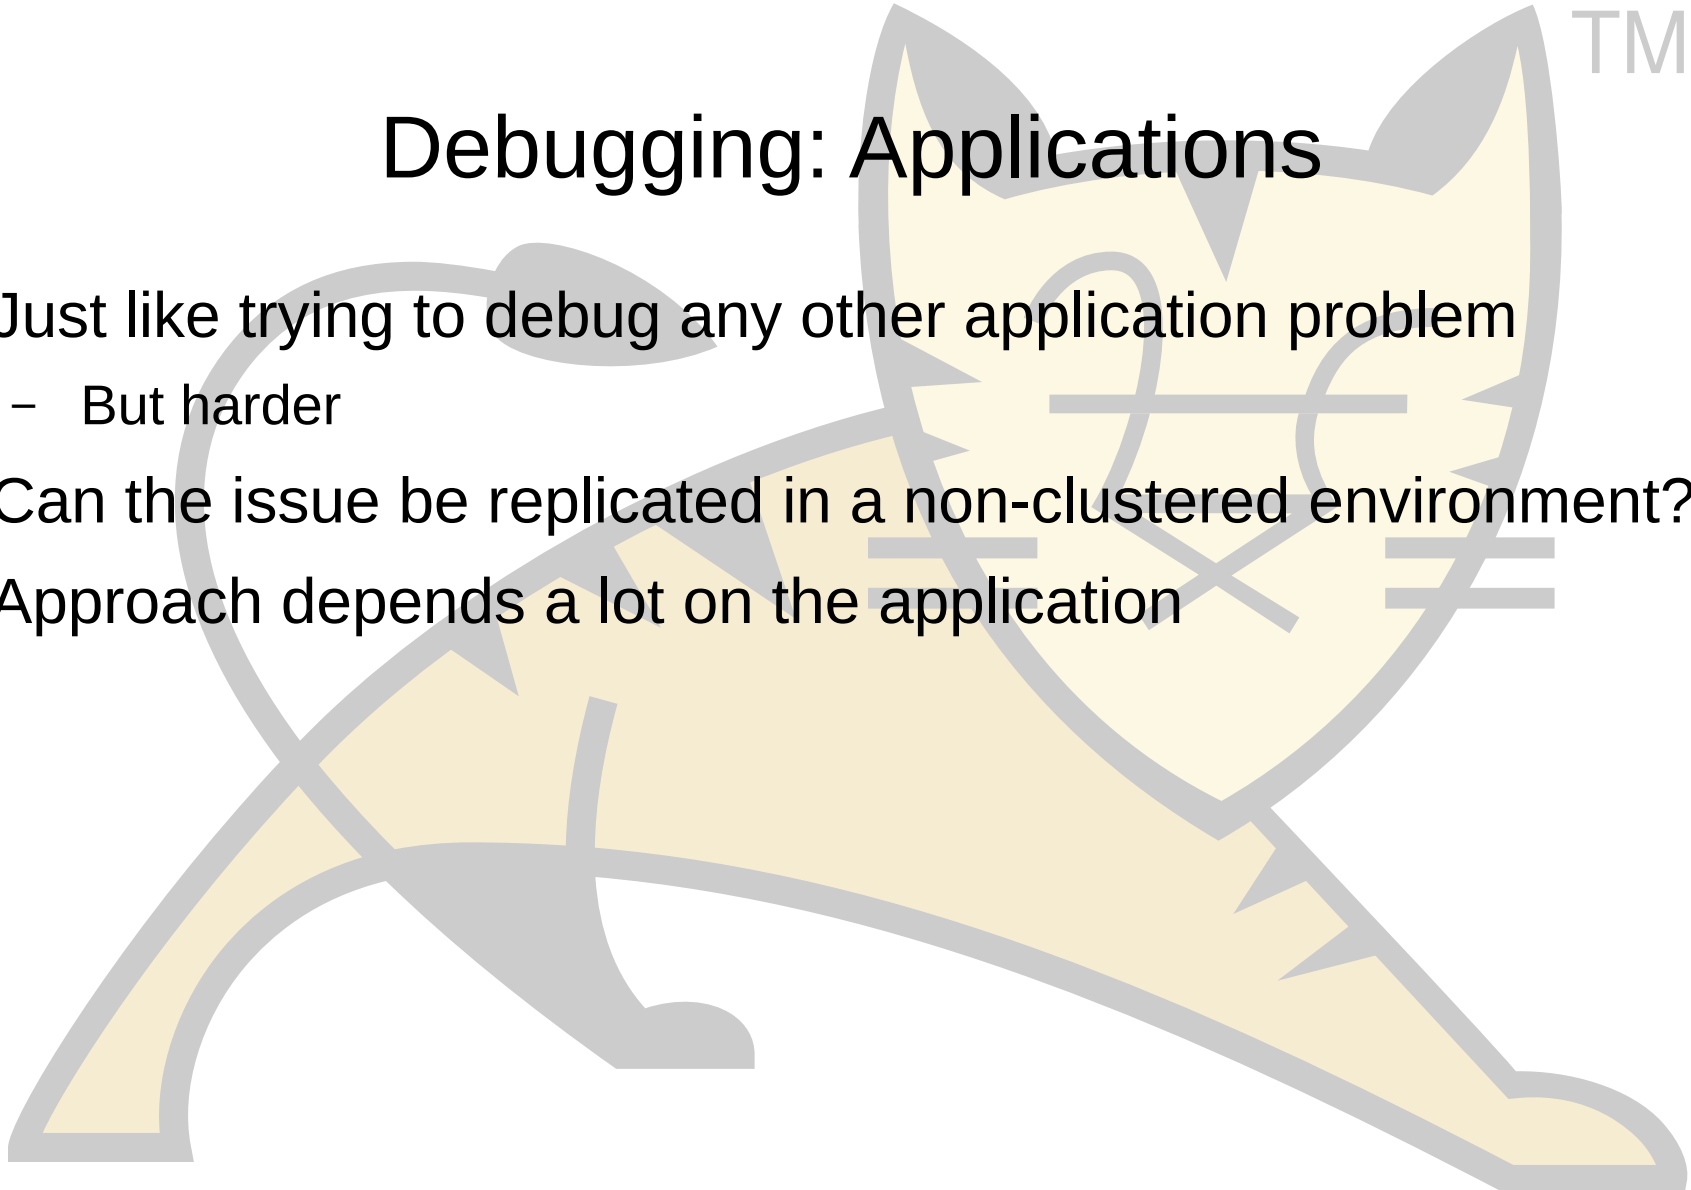 TM
Debugging: Applications
Just like trying to debug any other application problem
– But harder
Can the issue be replicated in a non-clustered environment?
Approach depends a lot on the application